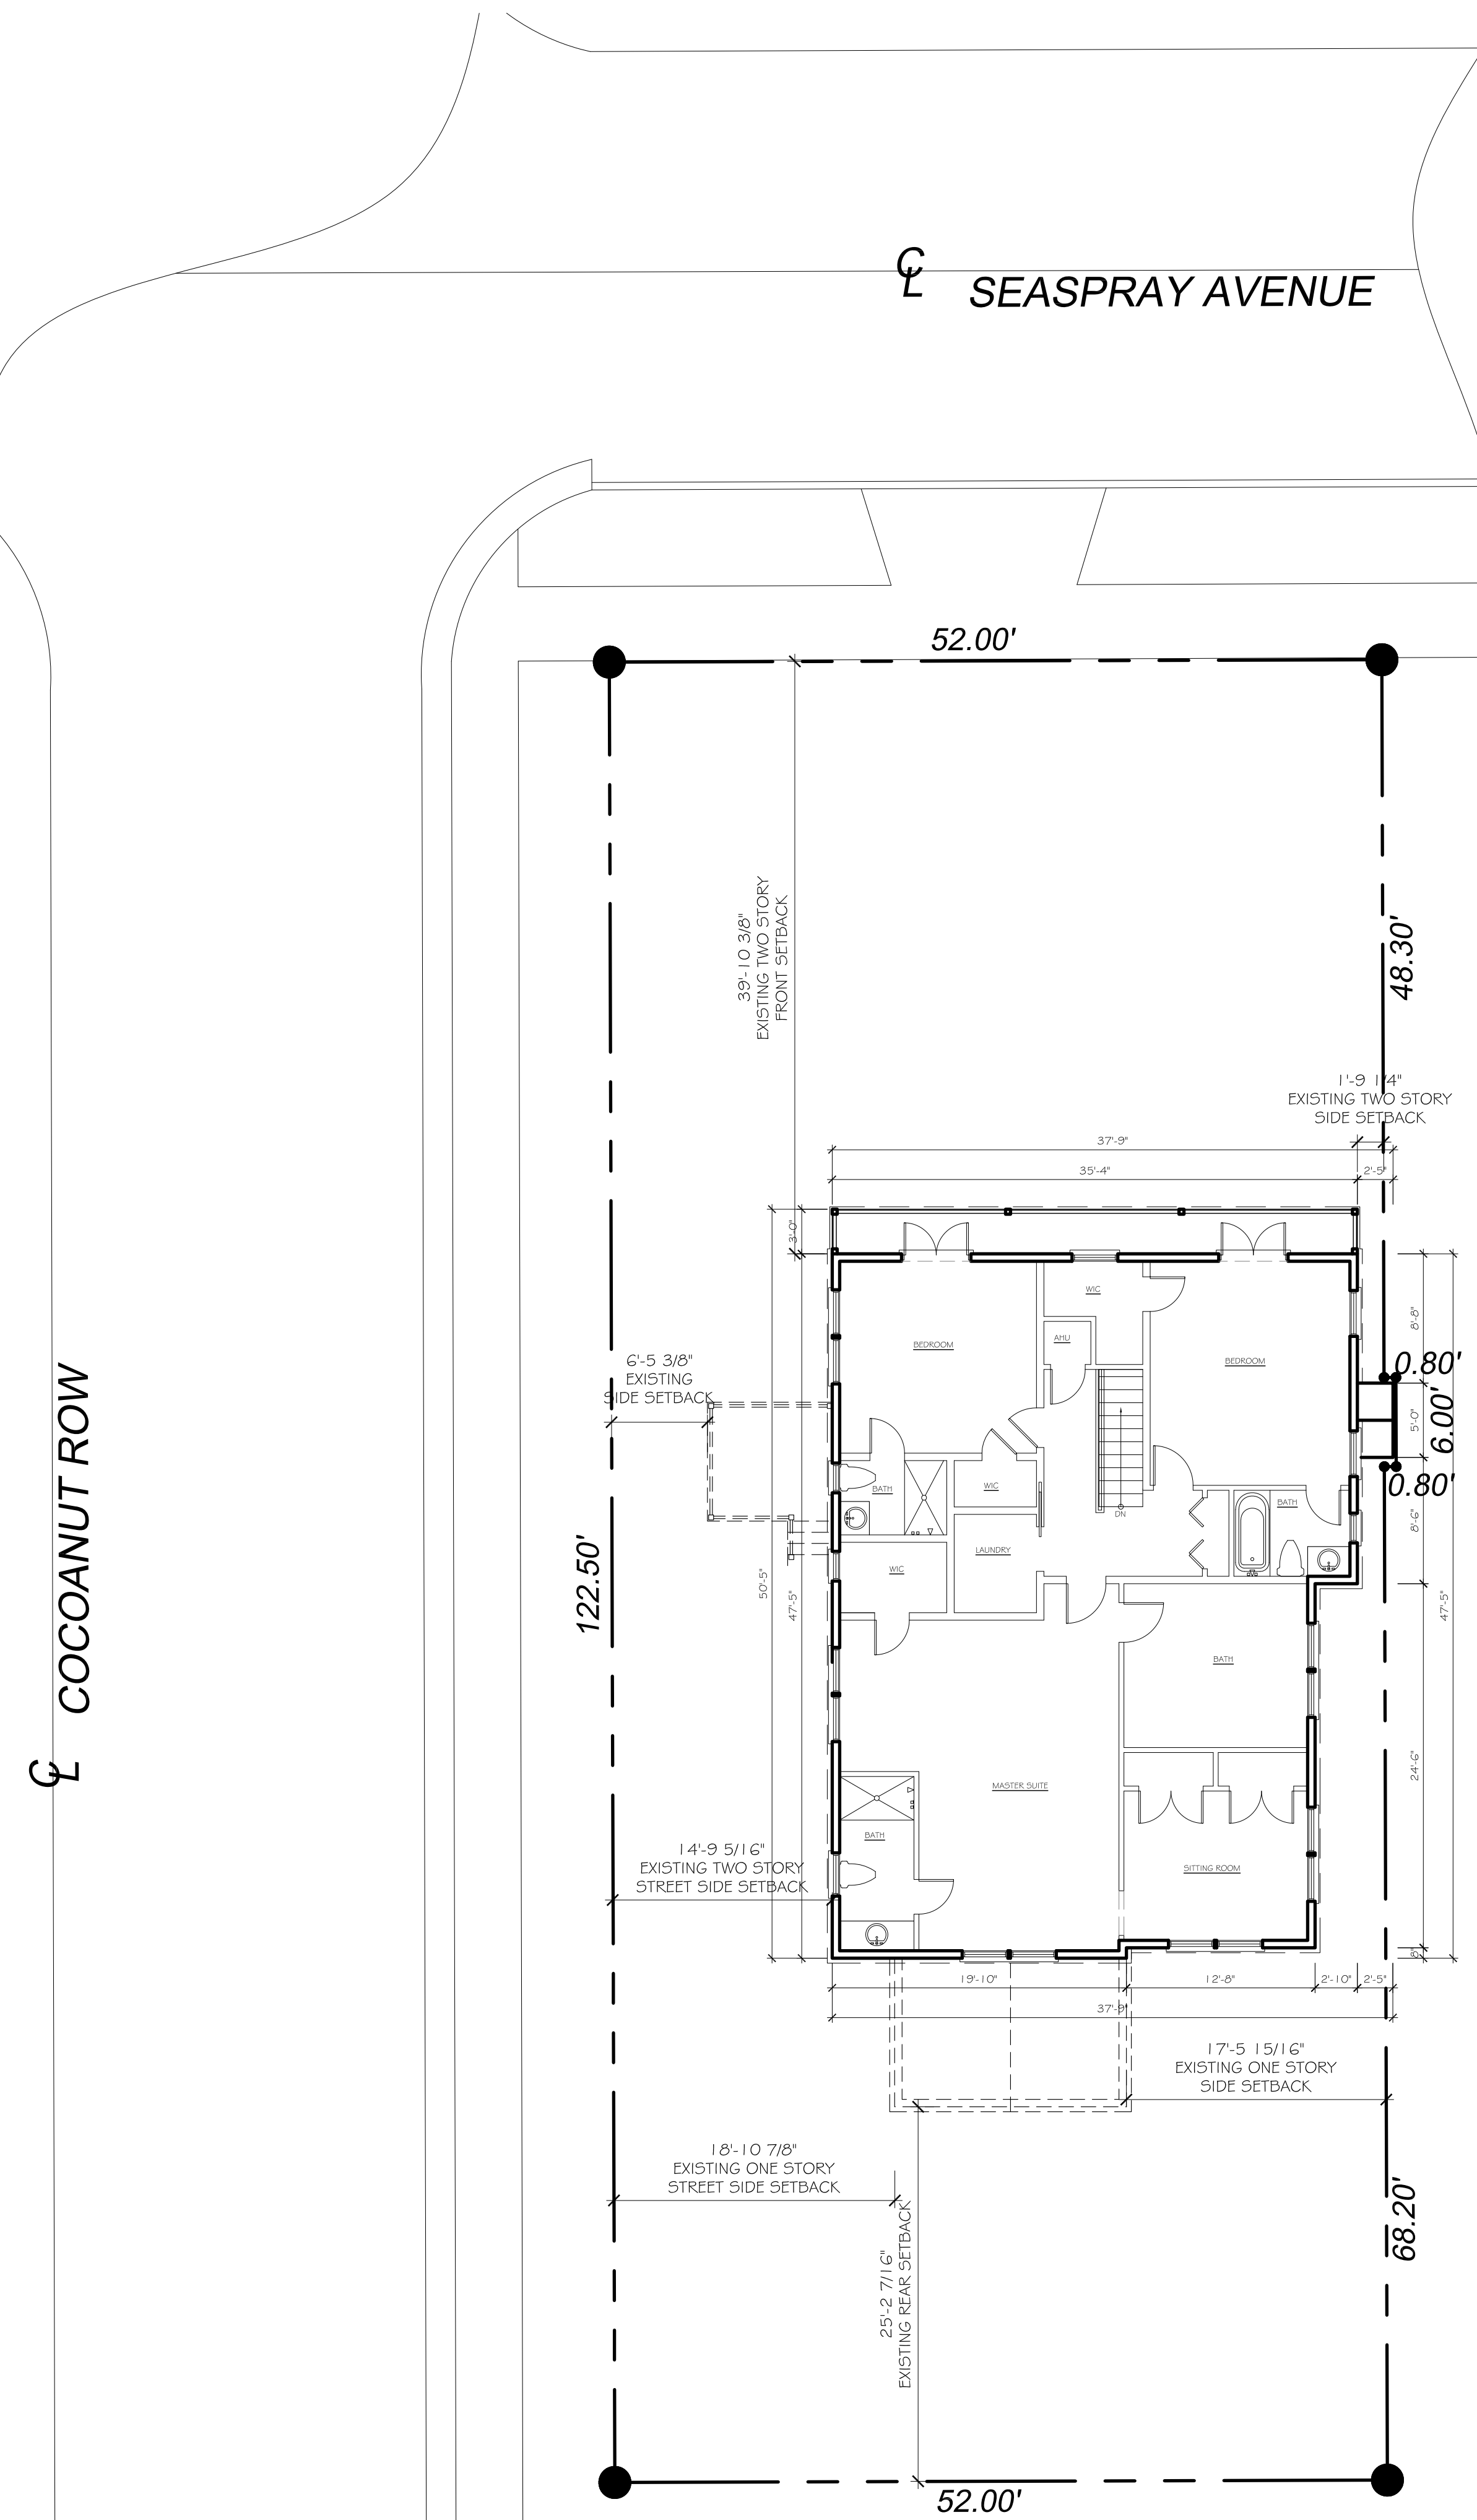 ℄ SEASPRAY AVENUE
52.00'
39'-10 3/8"
EXISTING TWO STORY
FRONT SETBACK
48.30'
1'-9 1/4"
EXISTING TWO STORY
SIDE SETBACK
37'-9"
35'-4"
2'-5"
3'-0"
WIC
AHU
BEDROOM
BEDROOM
8'-8"
0.80'
5'-0"
6.00'
0.80'
6'-5 3/8"
EXISTING
SIDE SETBACK
BATH
WIC
DN
BATH
LAUNDRY
WIC
8'-6"
50'-5"
47'-5"
47'-5"
122.50'
℄ COCOANUT ROW
BATH
MASTER SUITE
24'-6"
BATH
SITTING ROOM
14'-9 5/16"
EXISTING TWO STORY
STREET SIDE SETBACK
8"
19'-10"
12'-8"
2'-10"
2'-5"
37'-9"
17'-5 15/16"
EXISTING ONE STORY
SIDE SETBACK
18'-10 7/8"
EXISTING ONE STORY
STREET SIDE SETBACK
25'-2 7/16"
EXISTING REAR SETBACK
68.20'
52.00'